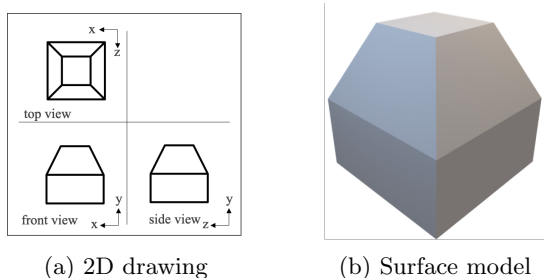 x
z
top view
y
front view
x
y
side view
z
(a) 2D drawing
(b) Surface model